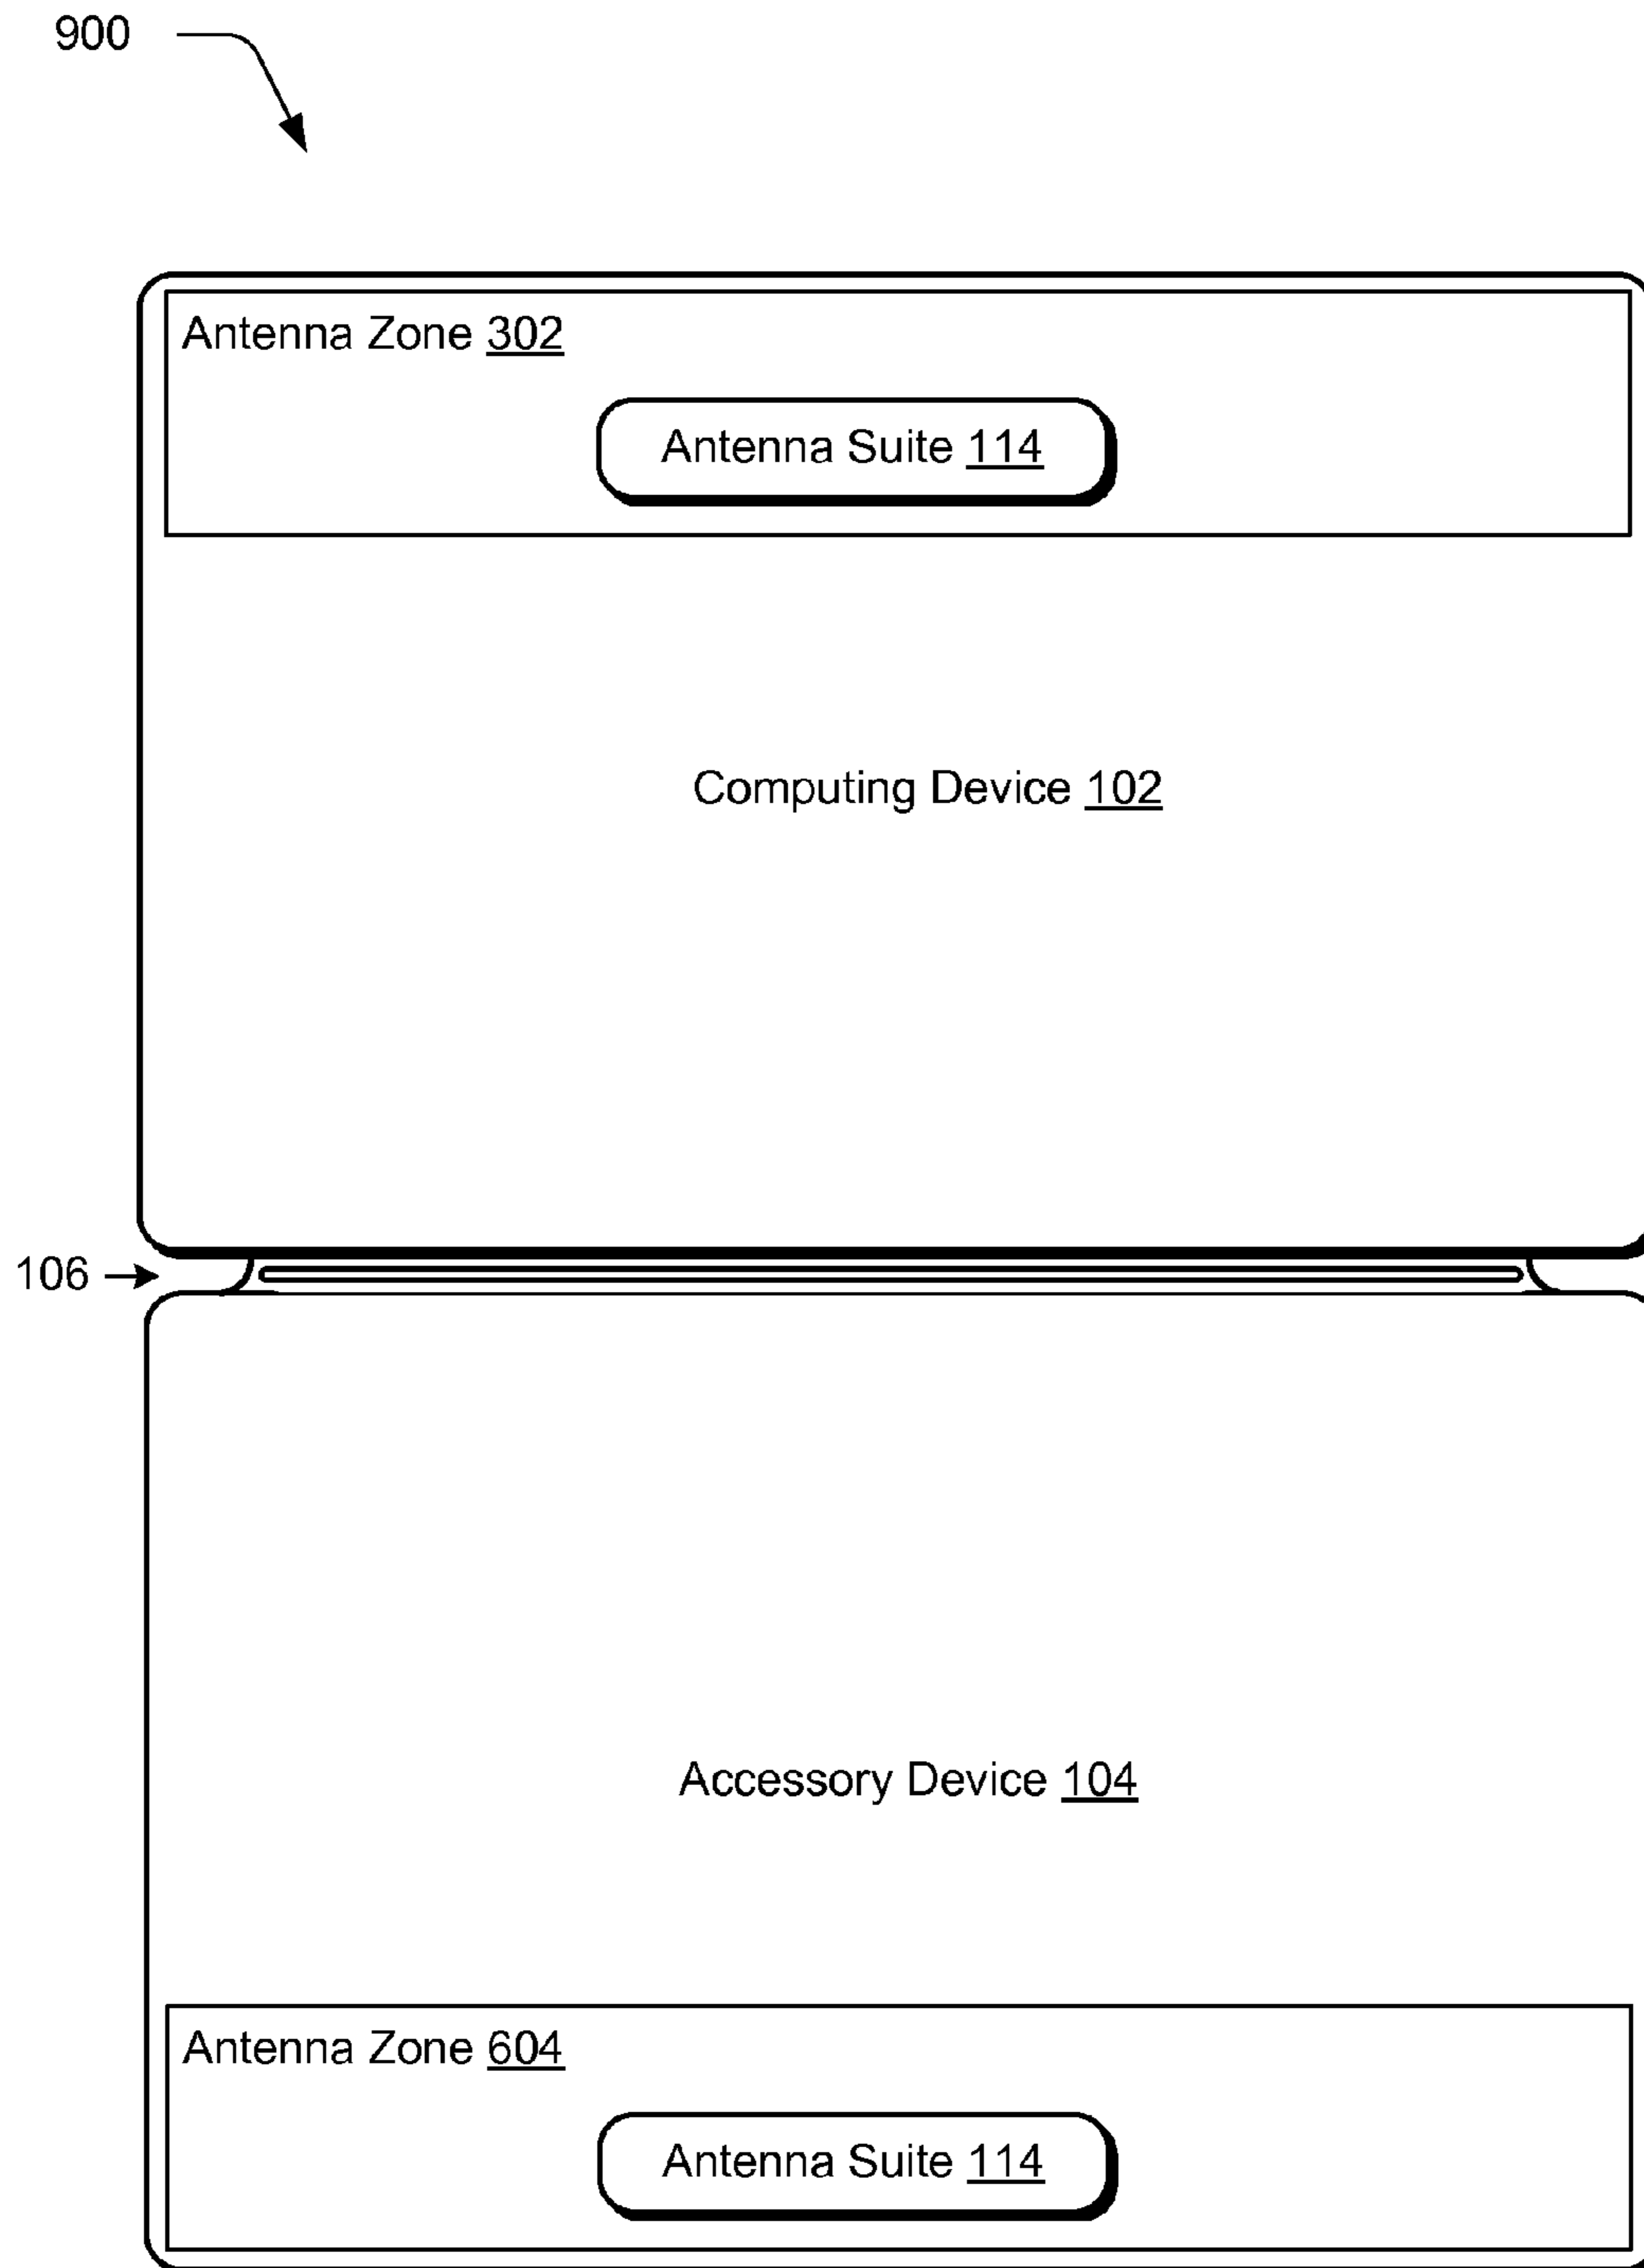 900
Antenna Zone 302
Antenna Suite 114
Computing Device 102
106
Accessory Device 104
Antenna Zone 604
Antenna Suite 114